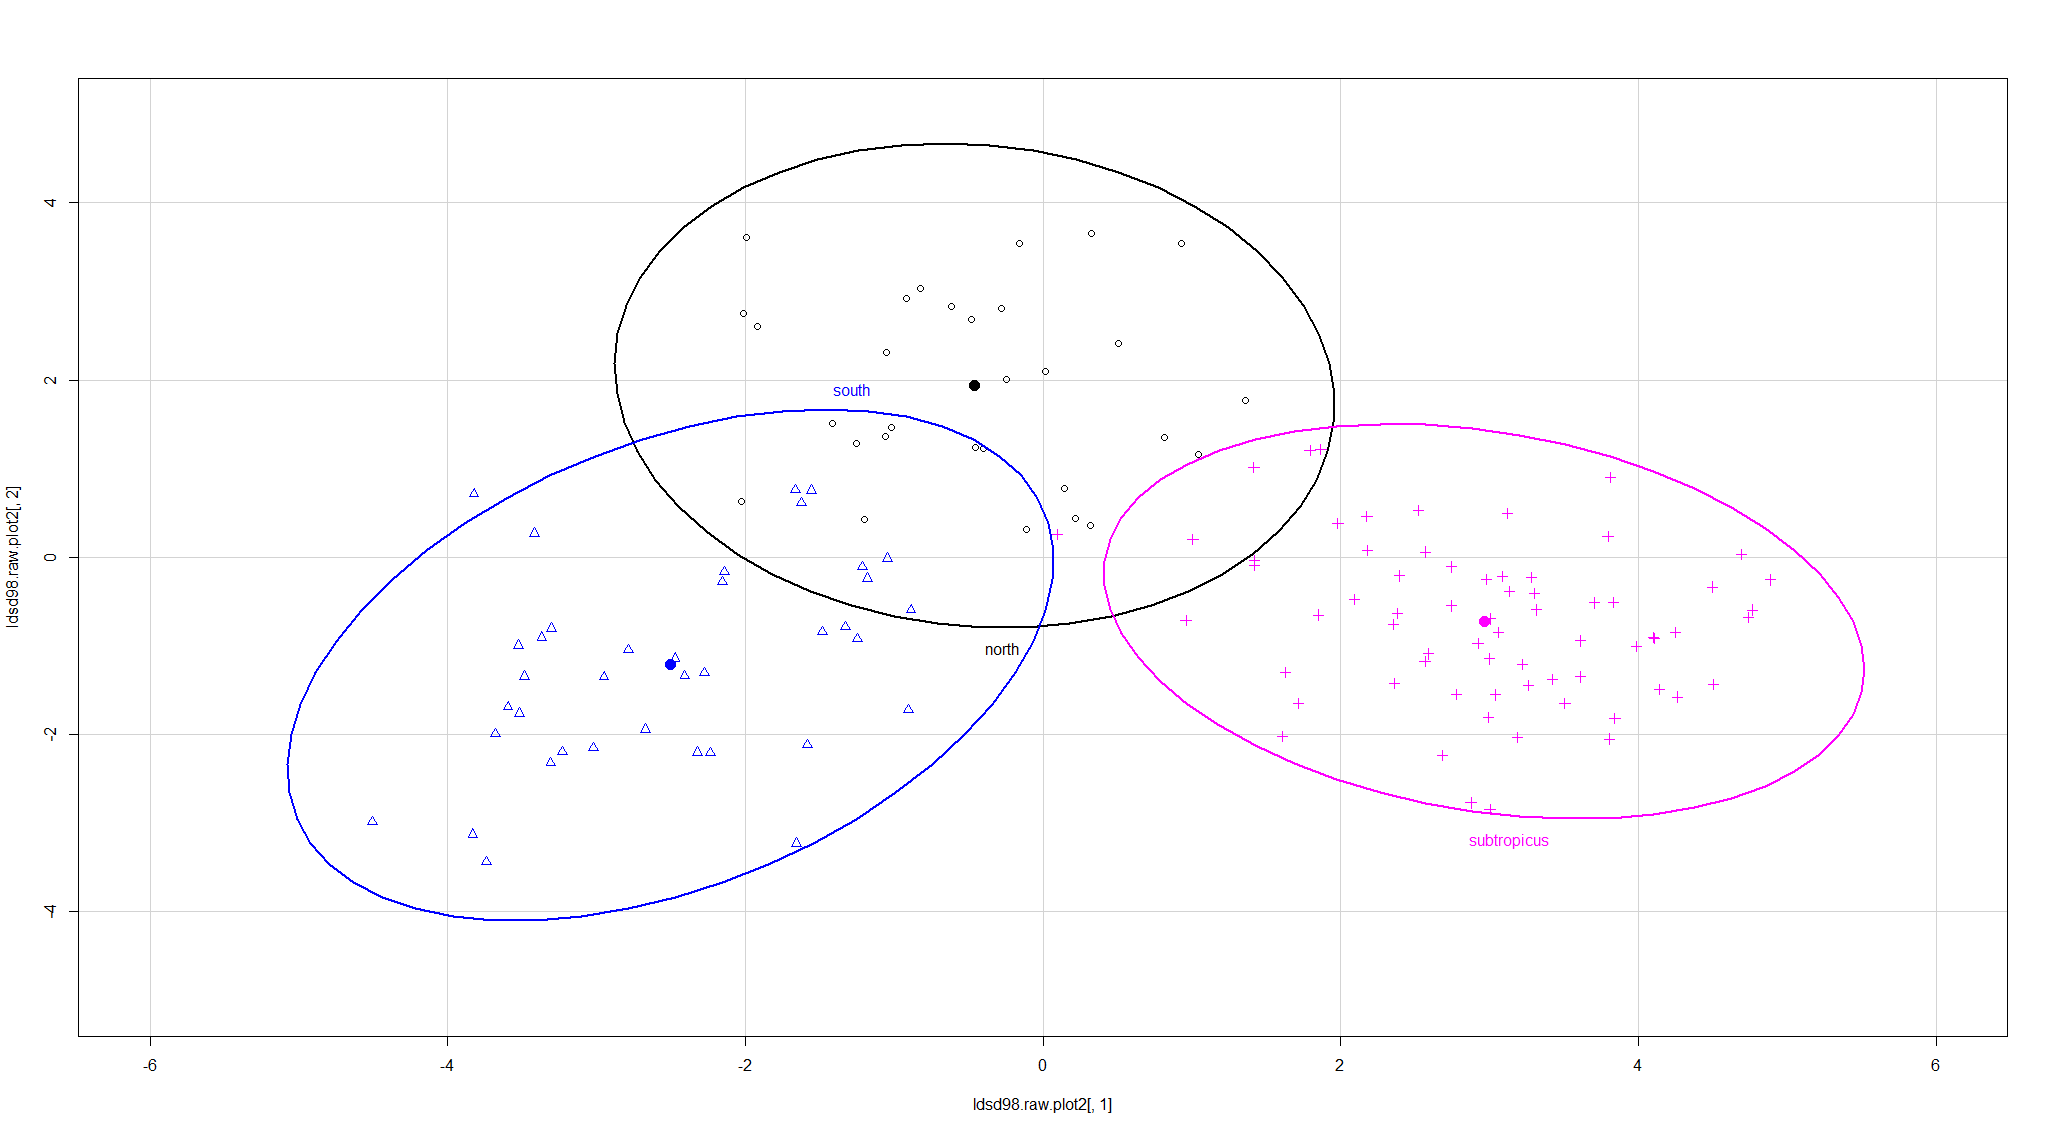 4
south
2
ldsd98.raw.plot2[, 2]
0
north
-2
subtropicus
-4
-6 -4 -2 0 2 4 6
ldsd98.raw.plot2[, 1]